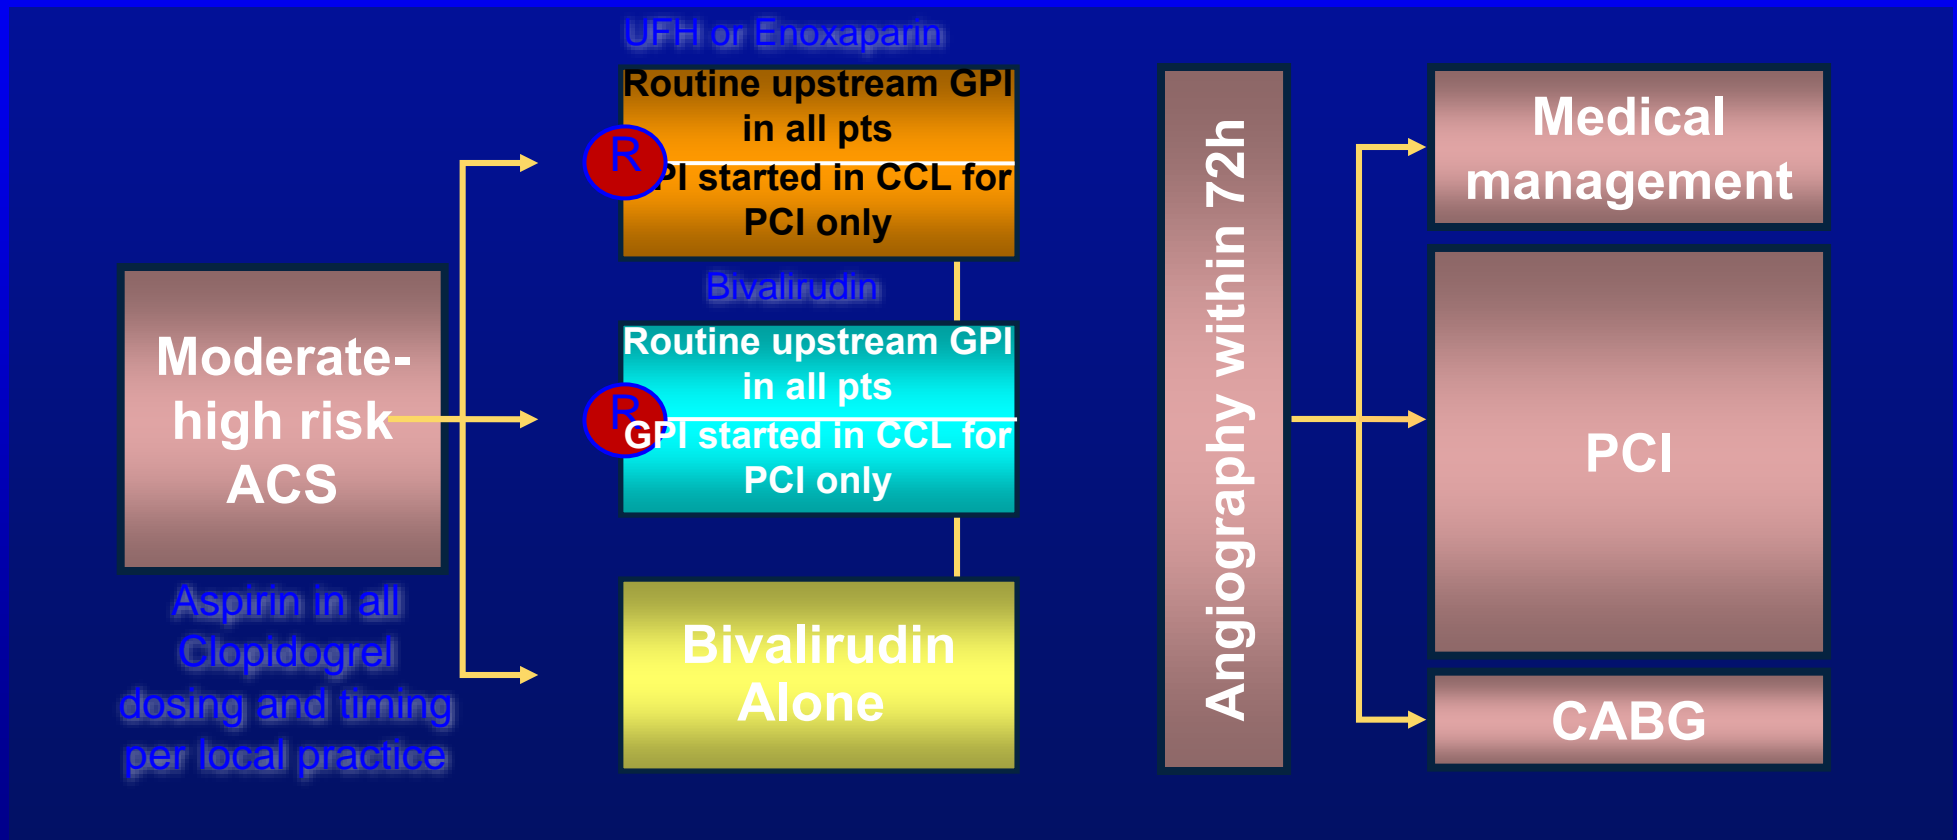 Moderate-
high risk
ACS
Aspirin in all
Clopidogrel
dosing and timing
per local practice
UFH or Enoxaparin
Routine upstream GPI
in all pts
R
PI started in CCL for
PCI only
Bivalirudin
Routine upstream GPI
in all pts
R
GPI started in CCL for
PCI only
Bivalirudin
Alone
Angiography within 72h
Medical
management
PCI
CABG